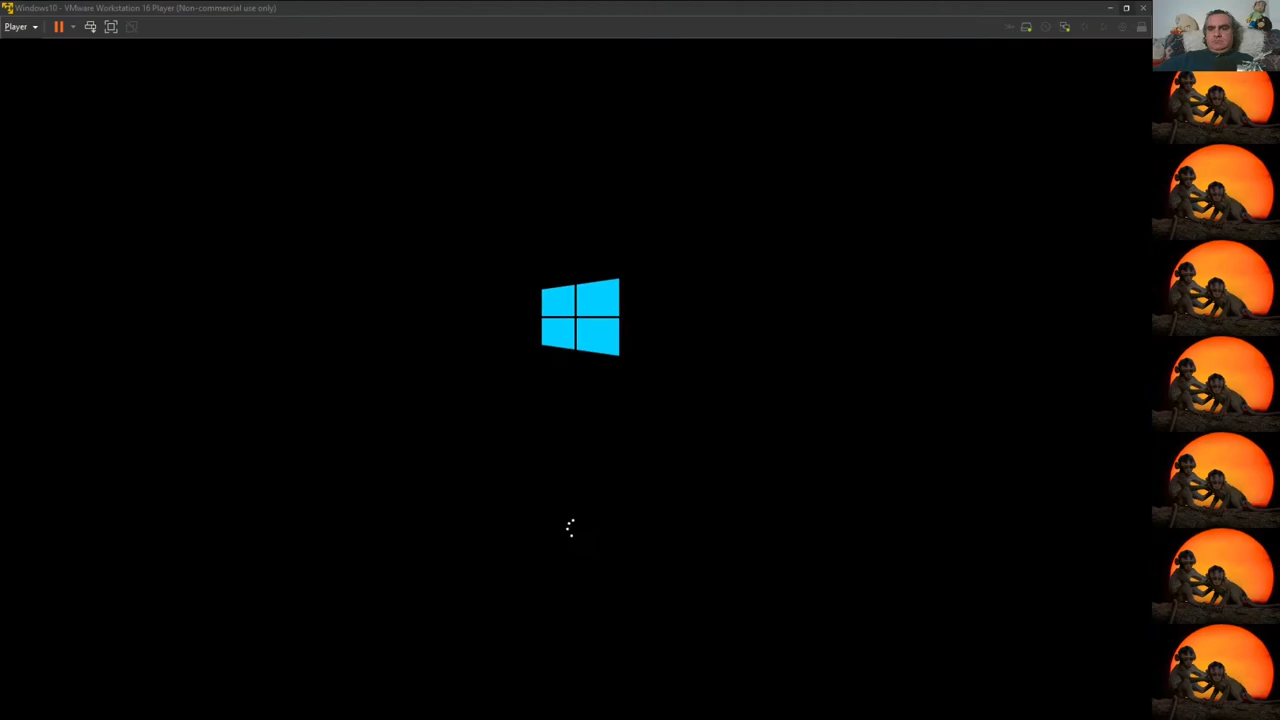 Windows10 - VMware Workstation 16 Player (Non-commercial use only)
Player